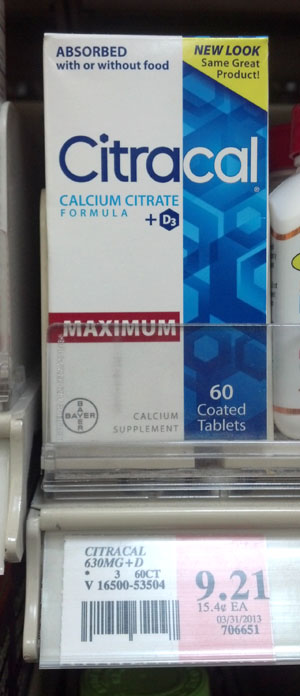 ABSORBED
with or without food
NEW LOOK
Same Great
Product!
Citracal®
CALCIUM CITRATE
FORMULA + D3
MAXIMUM
BAYER
BAYER
CALCIUM
SUPPLEMENT
60
Coated
Tablets
CITRACAL
630MG+D
* 3 60CT
V 16500-53504
9.21
15.4¢ EA
03/31/2013
706651